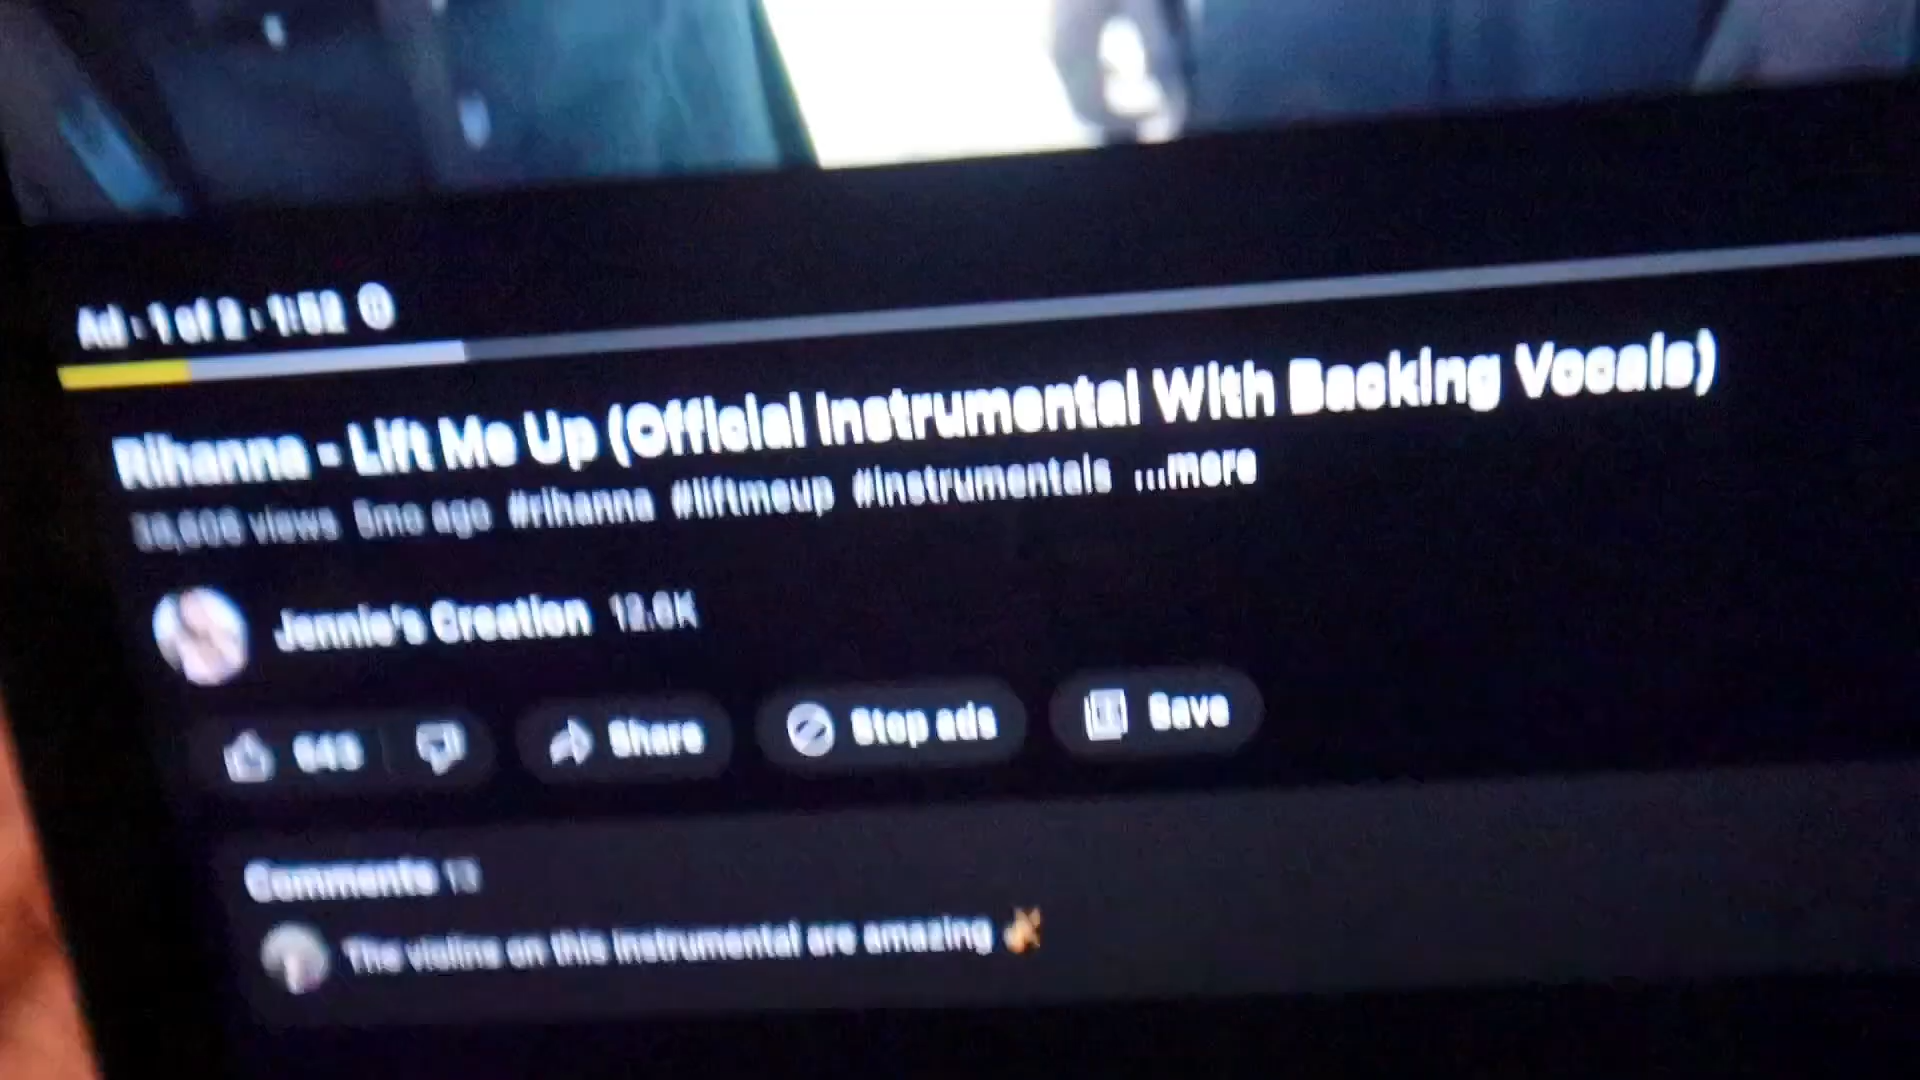 Ad · 1 of 2 · 1:52
Rihanna - Lift Me Up (Official Instrumental With Backing Vocals)
views 5mo ago #rihanna #liftmeup #instrumentals ...more
Jennie's Creation 12.6K
643 Share Stop ads Save
Comments 13
The violins on this instrumental are amazing